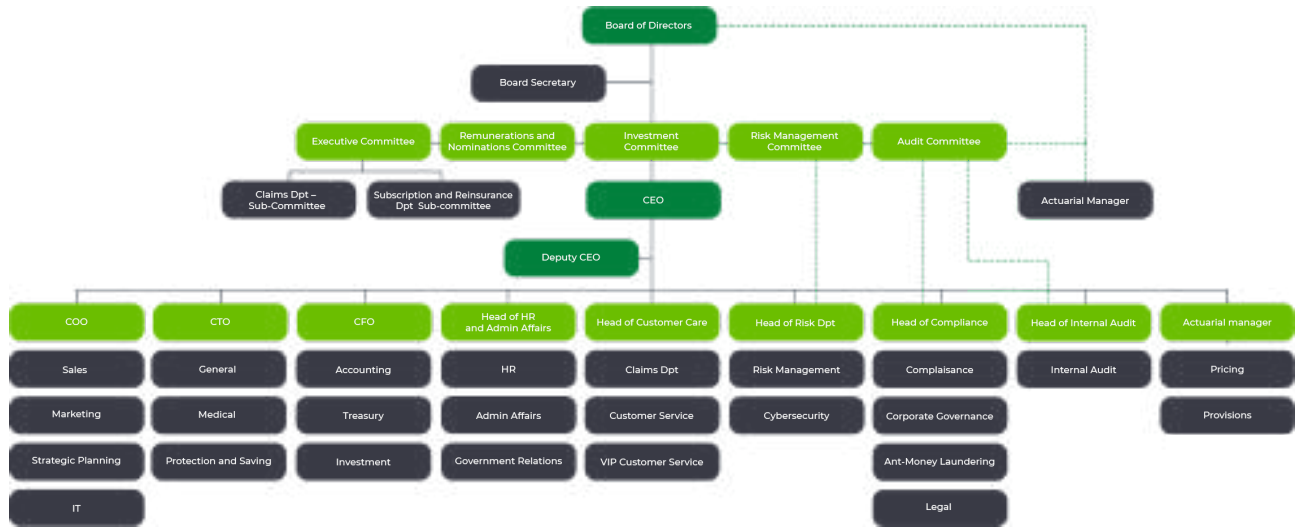 Board of Directors
Board Secretary
Executive Committee
Remunerations and
Nominations Committee
Investment
Committee
Risk Management
Committee
Audit Committee
Claims Dpt –
Sub-Committee
Subscription and Reinsurance
Dpt Sub-committee
CEO
Actuarial Manager
Deputy CEO
COO
CTO
CFO
Head of HR
and Admin Affairs
Head of Customer Care
Head of Risk Dpt
Head of Compliance
Head of Internal Audit
Actuarial manager
Sales
General
Accounting
HR
Claims Dpt
Risk Management
Complaisance
Internal Audit
Pricing
Marketing
Medical
Treasury
Admin Affairs
Customer Service
Cybersecurity
Corporate Governance
Provisions
Strategic Planning
Protection and Saving
Investment
Government Relations
VIP Customer Service
Ant-Money Laundering
IT
Legal